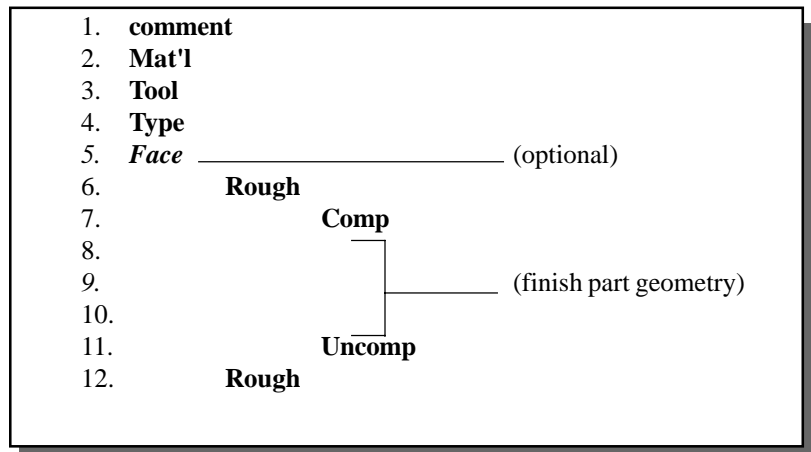 1. comment
2. Mat'l
3. Tool
4. Type
5. Face (optional)
6. Rough
7. Comp
8.
9. (finish part geometry)
10.
11. Uncomp
12. Rough